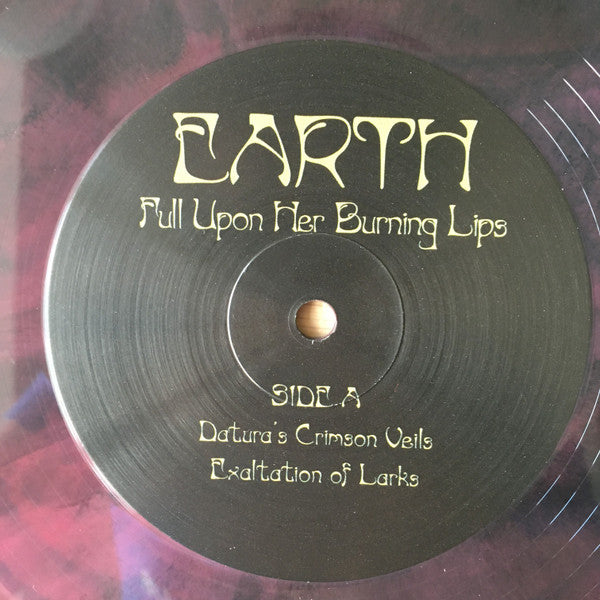 EARTH
Full Upon Her Burning Lips
SIDE A
Datura's Crimson Veils
Exaltation of Larks